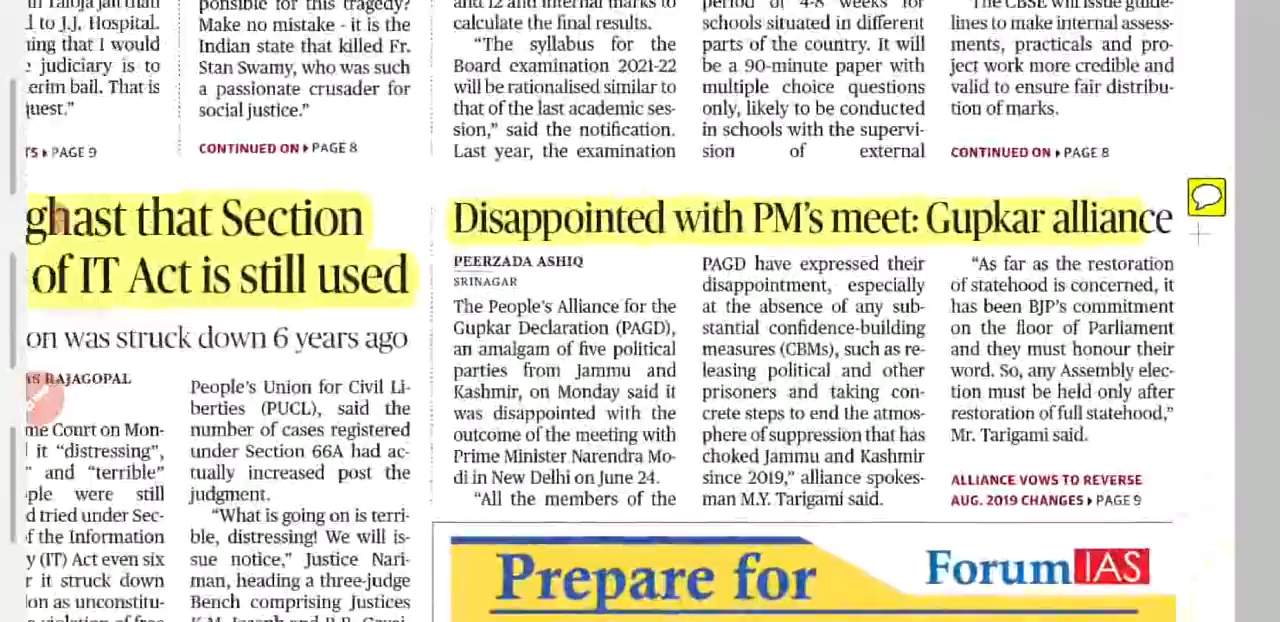 l to J.J. Hospital.
ing that I would
judiciary is to
erim bail. That is
quest."
PAGE 9
ponsible for this tragedy?
Make no mistake - it is the
Indian state that killed Fr.
Stan Swamy, who was such
a passionate crusader for
social justice."
CONTINUED ON PAGE 8
and 12 and internal marks to
calculate the final results.
"The syllabus for the
Board examination 2021-22
will be rationalised similar to
that of the last academic ses-
sion," said the notification.
Last year, the examination
period of 4-8 weeks for
schools situated in different
parts of the country. It will
be a 90-minute paper with
multiple choice questions
only, likely to be conducted
in schools with the supervi-
sion of external
The CBSE will issue guide-
lines to make internal assess-
ments, practicals and pro-
ject work more credible and
valid to ensure fair distribu-
tion of marks.
CONTINUED ON PAGE 8
ghast that Section
of IT Act is still used
on was struck down 6 years ago
RAJAGOPAL
me Court on Mon-
it "distressing",
" and "terrible"
ple were still
d tried under Sec-
f the Information
y (IT) Act even six
r it struck down
ion as unconstitu-
People's Union for Civil Li-
berties (PUCL), said the
number of cases registered
under Section 66A had ac-
tually increased post the
judgment.
"What is going on is terri-
ble, distressing! We will is-
sue notice," Justice Nari-
man, heading a three-judge
Bench comprising Justices
Disappointed with PM's meet: Gupkar alliance
PEERZADA ASHIQ
SRINAGAR
The People's Alliance for the
Gupkar Declaration (PAGD),
an amalgam of five political
parties from Jammu and
Kashmir, on Monday said it
was disappointed with the
outcome of the meeting with
Prime Minister Narendra Mo-
di in New Delhi on June 24.
"All the members of the
PAGD have expressed their
disappointment, especially
at the absence of any sub-
stantial confidence-building
measures (CBMs), such as re-
leasing political and other
prisoners and taking con-
crete steps to end the atmos-
phere of suppression that has
choked Jammu and Kashmir
since 2019," alliance spokes-
man M.Y. Tarigami said.
"As far as the restoration
of statehood is concerned, it
has been BJP's commitment
on the floor of Parliament
and they must honour their
word. So, any Assembly elec-
tion must be held only after
restoration of full statehood,"
Mr. Tarigami said.
ALLIANCE VOWS TO REVERSE
AUG. 2019 CHANGES PAGE 9
Prepare for
ForumIAS